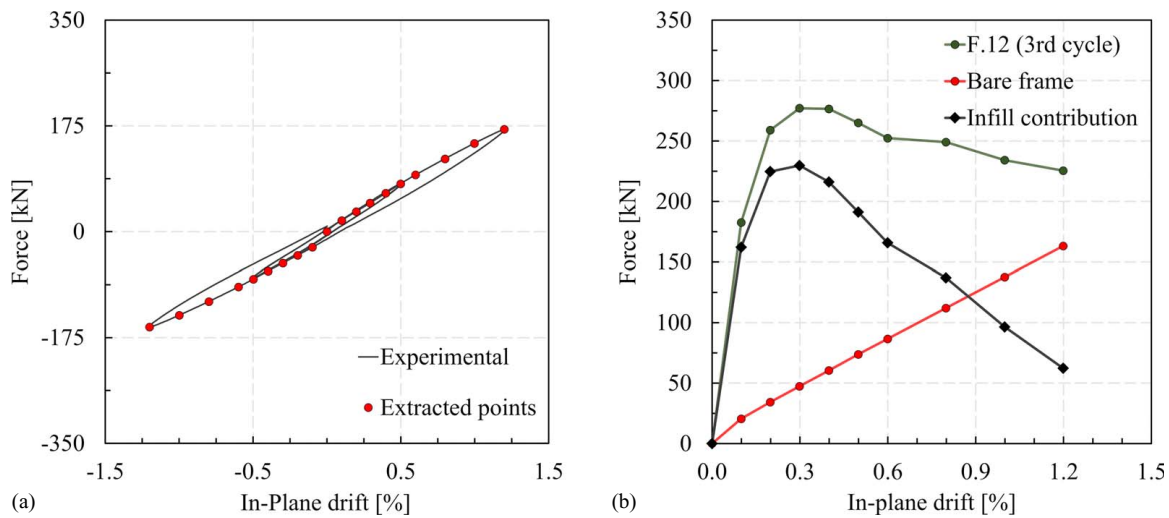 350
175
0
-175
-350
-1.5
-0.5
0.5
1.5
Force [kN]
In-Plane drift [%]
Experimental
Extracted points
(a)
350
300
250
200
150
100
50
0
0.0
0.3
0.6
0.9
1.2
1.5
Force [kN]
In-plane drift [%]
F.12 (3rd cycle)
Bare frame
Infill contribution
(b)